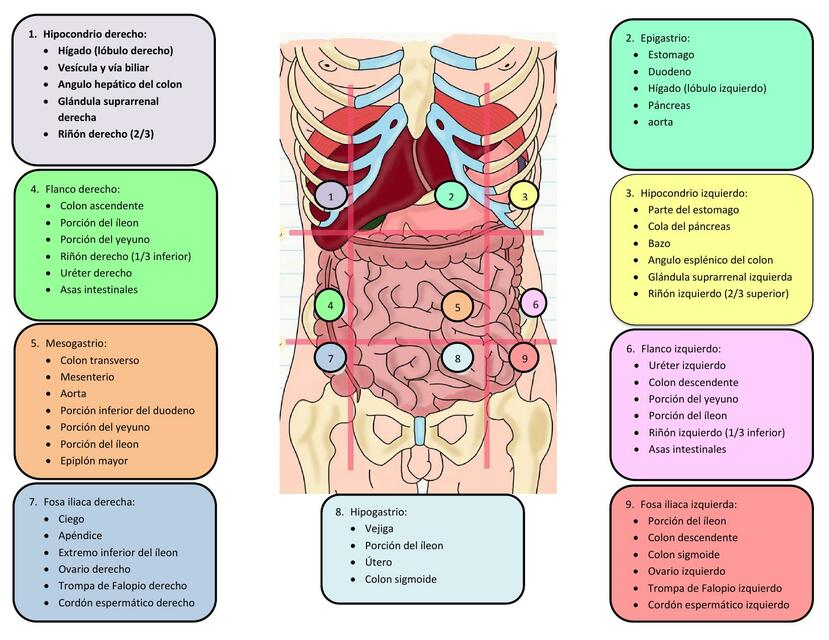 1. Hipocondrio derecho:
• Hígado (lóbulo derecho)
• Vesícula y vía biliar
• Angulo hepático del colon
• Glándula suprarrenal
derecha
• Riñón derecho (2/3)
2. Epigastrio:
• Estomago
• Duodeno
• Hígado (lóbulo izquierdo)
• Páncreas
• aorta
4. Flanco derecho:
• Colon ascendente
• Porción del íleon
• Porción del yeyuno
• Riñón derecho (1/3 inferior)
• Uréter derecho
• Asas intestinales
3. Hipocondrio izquierdo:
• Parte del estomago
• Cola del páncreas
• Bazo
• Angulo esplénico del colon
• Glándula suprarrenal izquierda
• Riñón izquierdo (2/3 superior)
5. Mesogastrio:
• Colon transverso
• Mesenterio
• Aorta
• Porción inferior del duodeno
• Porción del yeyuno
• Porción del íleon
• Epiplón mayor
6. Flanco izquierdo:
• Uréter izquierdo
• Colon descendente
• Porción del yeyuno
• Porción del íleon
• Riñón izquierdo (1/3 inferior)
• Asas intestinales
7. Fosa iliaca derecha:
• Ciego
• Apéndice
• Extremo inferior del íleon
• Ovario derecho
• Trompa de Falopio derecho
• Cordón espermático derecho
8. Hipogastrio:
• Vejiga
• Porción del íleon
• Útero
• Colon sigmoide
9. Fosa iliaca izquierda:
• Porción del íleon
• Colon descendente
• Colon sigmoide
• Ovario izquierdo
• Trompa de Falopio izquierdo
• Cordón espermático izquierdo
1 2 3
4 5 6
7 8 9